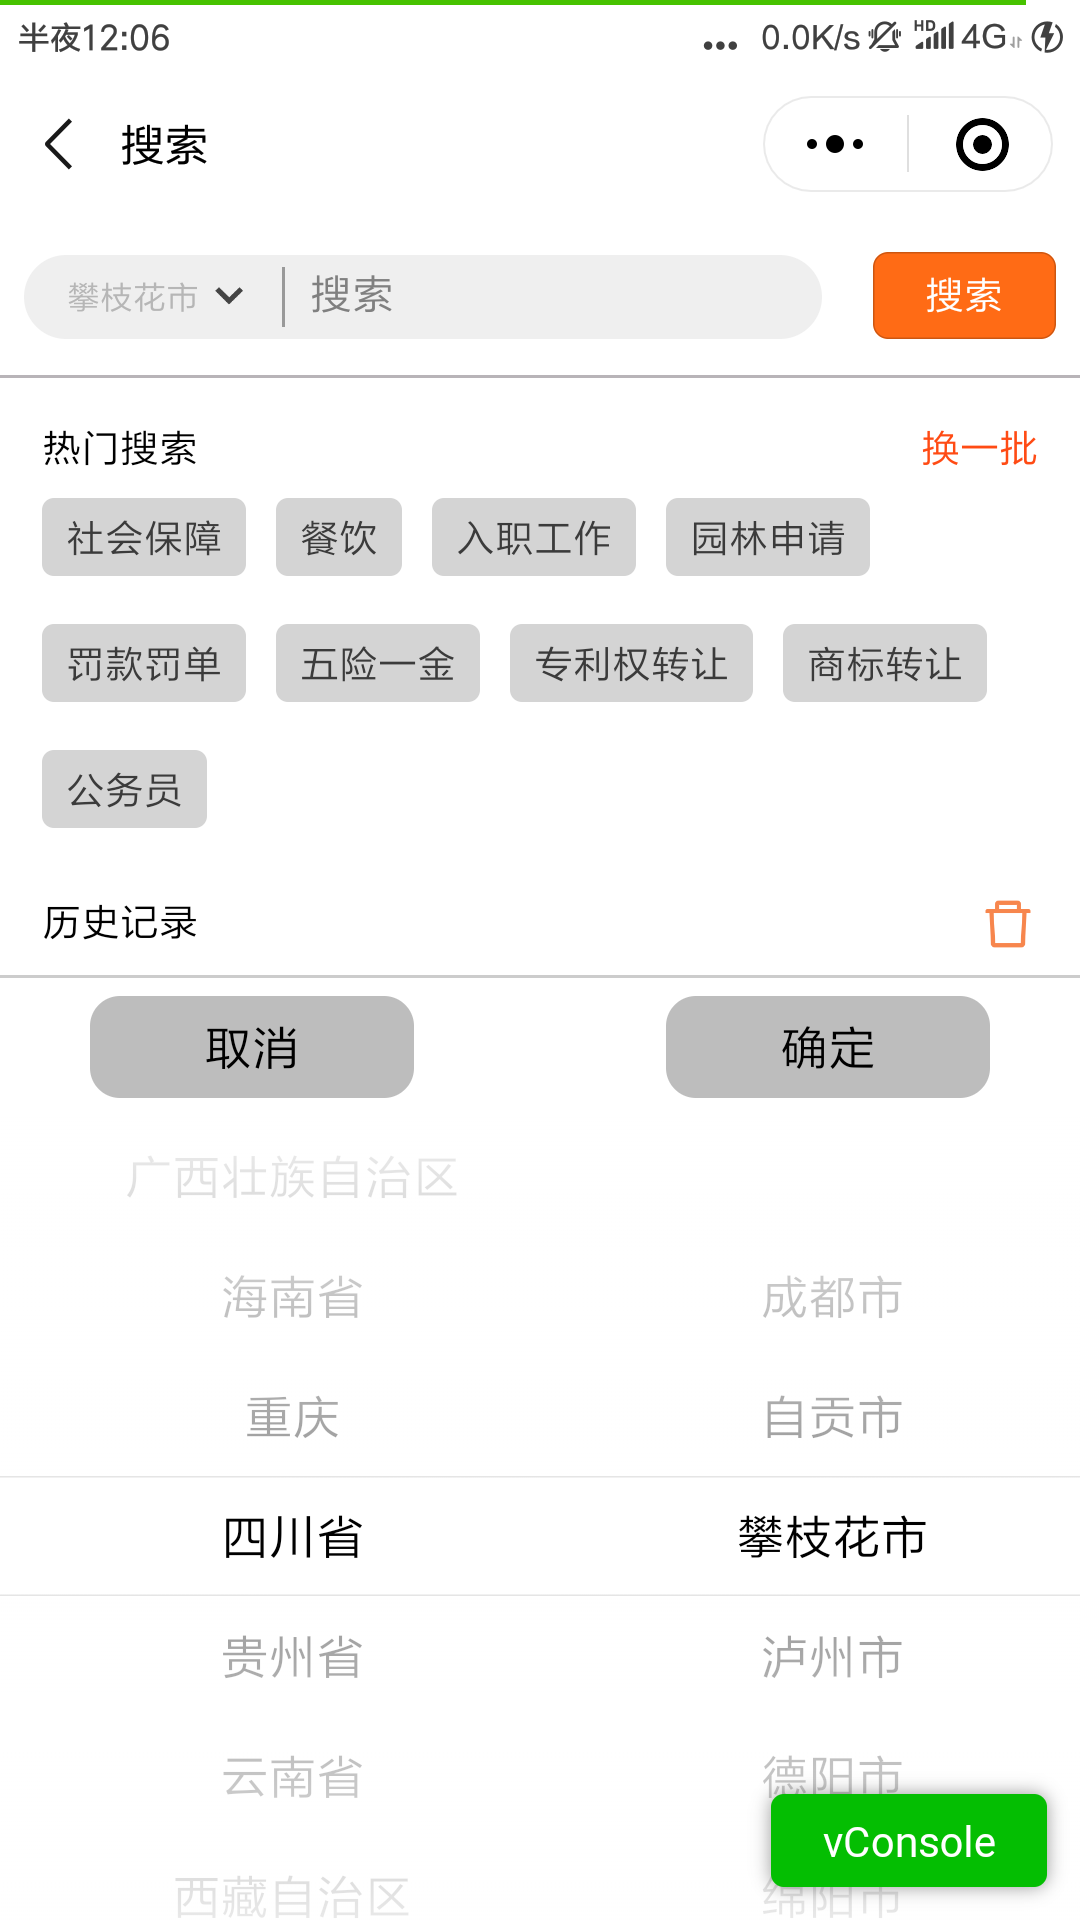 半夜12:06 ... 0.0K/s HD 4G
搜索
攀枝花市 搜索 搜索
热门搜索 换一批
社会保障 餐饮 入职工作 园林申请
罚款罚单 五险一金 专利权转让 商标转让
公务员
历史记录
取消 确定
广西壮族自治区
海南省 成都市
重庆 自贡市
四川省 攀枝花市
贵州省 泸州市
云南省 德阳市
vConsole
西藏自治区 绵阳市